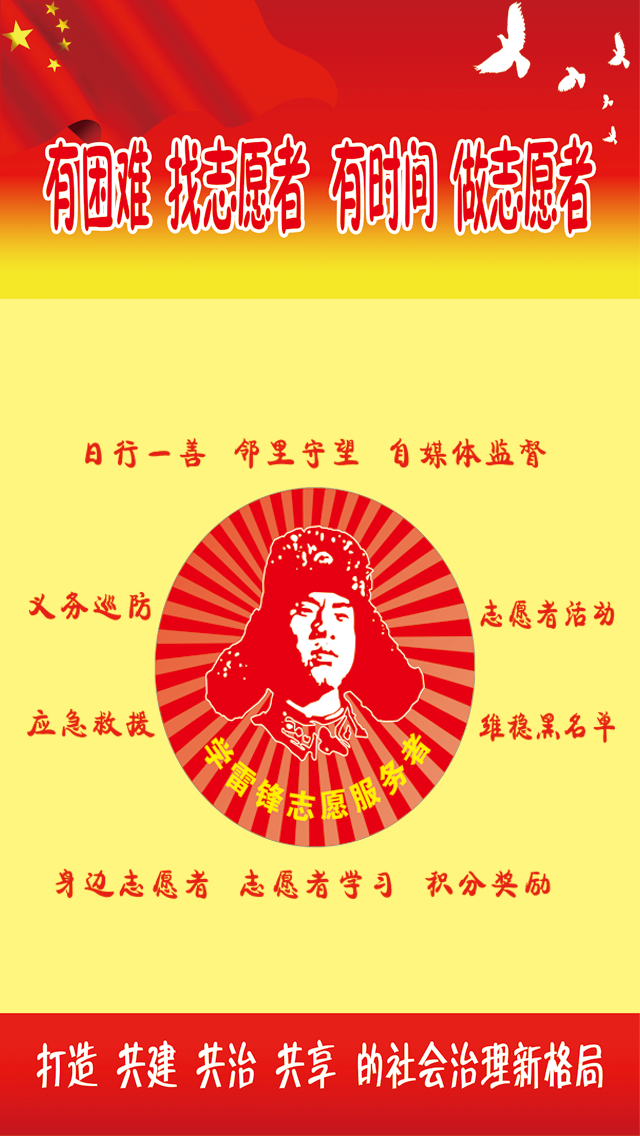 有困难 找志愿者 有时间 做志愿者
日行一善 邻里守望 自媒体监督
义务巡防 志愿者活动
应急救援 维稳黑名单
学雷锋志愿服务者
身边志愿者 志愿者学习 积分奖励
打造 共建 共治 共享 的社会治理新格局